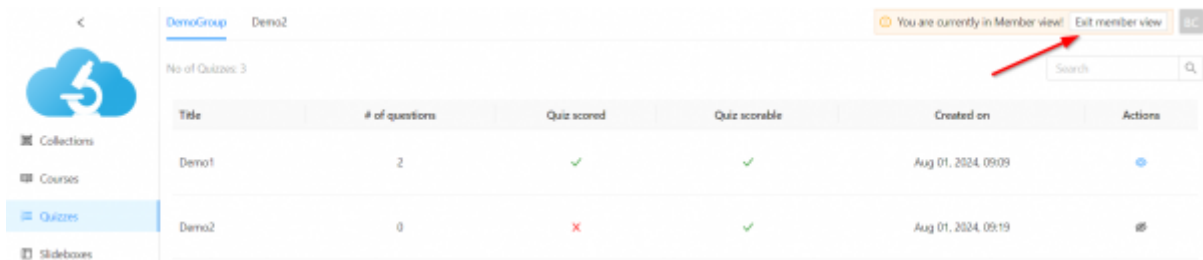 DemoGroup Demo2
You are currently in Member view! Exit member view BC
No of Quizzes: 3
Search
Title # of questions Quiz scored Quiz scorable Created on Actions
Collections
Demo1 2 Aug 01, 2024, 09:09
Courses
Quizzes
Demo2 0 Aug 01, 2024, 09:19
Slideboxes